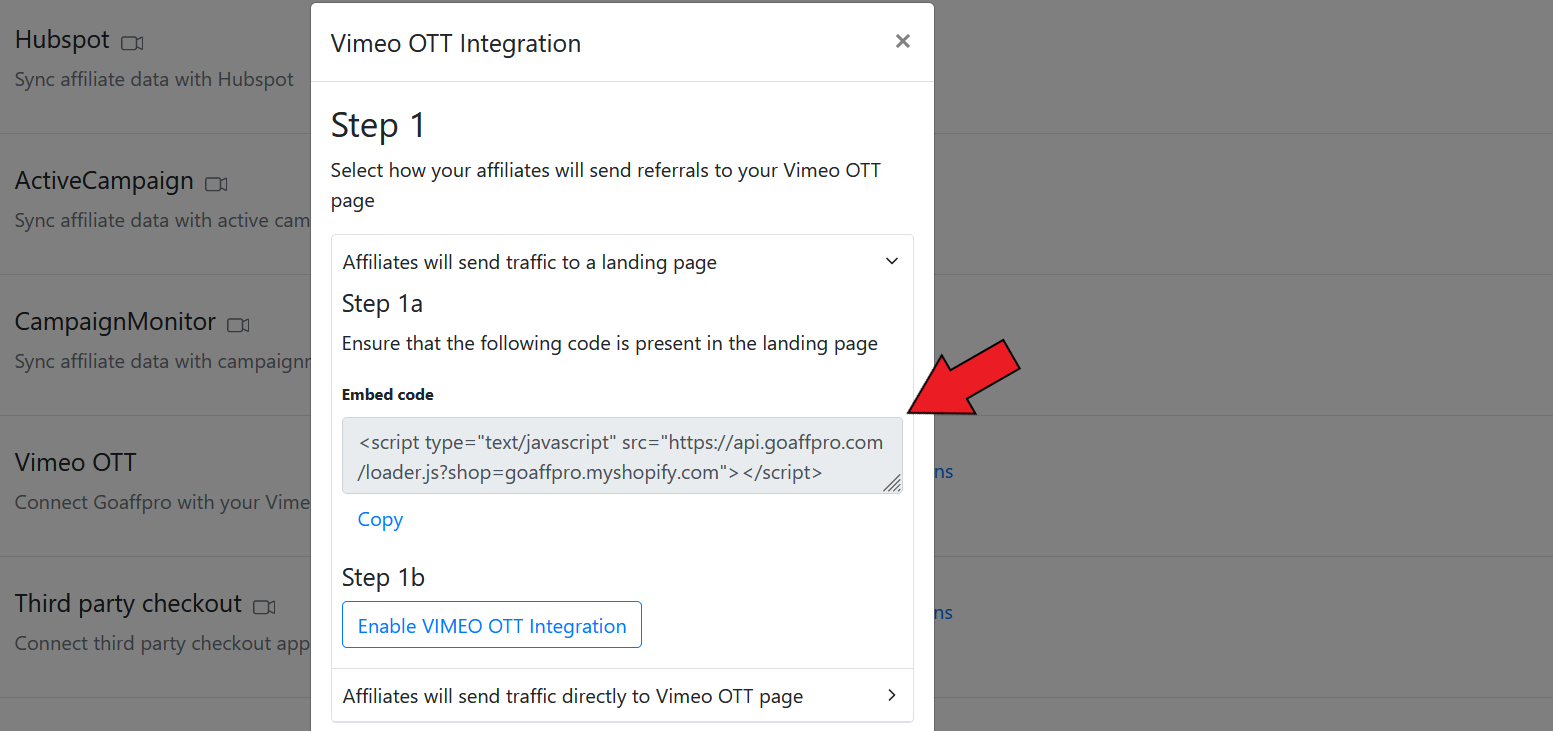 Hubspot
Sync affiliate data with Hubspot
ActiveCampaign
Sync affiliate data with active cam
CampaignMonitor
Sync affiliate data with campaignr
Vimeo OTT
Connect Goaffpro with your Vime
Third party checkout
Connect third party checkout app
Vimeo OTT Integration
×
Step 1
Select how your affiliates will send referrals to your Vimeo OTT
page
Affiliates will send traffic to a landing page
Step 1a
Ensure that the following code is present in the landing page
Embed code
<script type="text/javascript" src="https://api.goaffpro.com
/loader.js?shop=goaffpro.myshopify.com"></script>
Copy
Step 1b
Enable VIMEO OTT Integration
Affiliates will send traffic directly to Vimeo OTT page
ns
ns